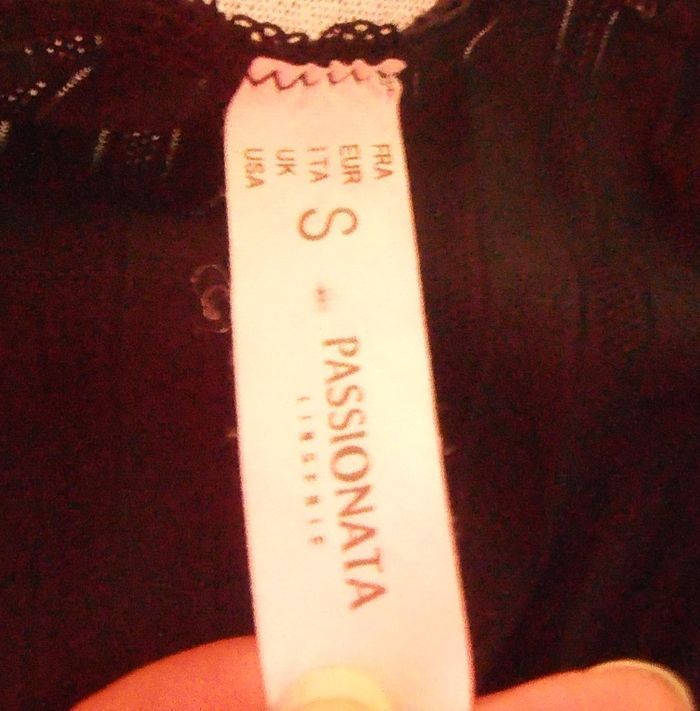 FRA
EUR
ITA
UK
USA
S
PASSIONATA
LINGERIE